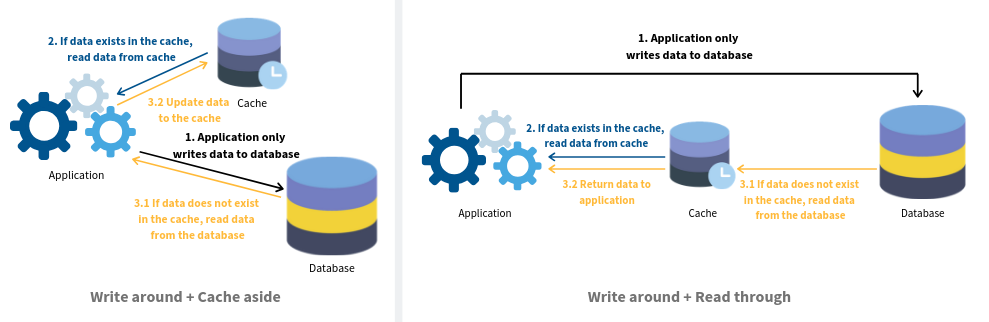 2. If data exists in the cache,
read data from cache
3.2 Update data
to the cache
Cache
1. Application only
writes data to database
Application
3.1 If data does not exist
in the cache, read data
from the database
Database
Write around + Cache aside
1. Application only
writes data to database
2. If data exists in the cache,
read data from cache
3.2 Return data to
application
3.1 If data does not exist
in the cache, read data
from the database
Application
Cache
Database
Write around + Read through